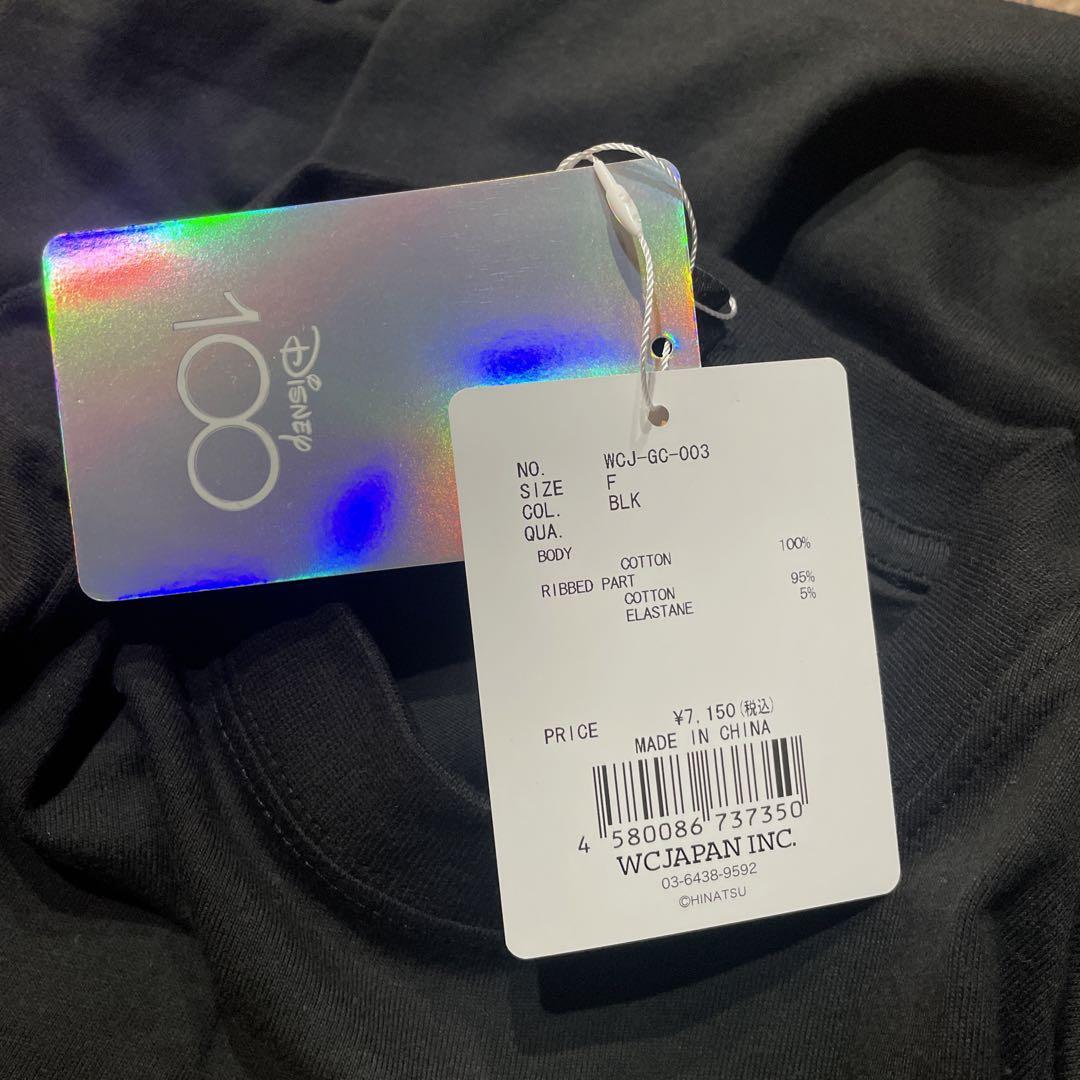 Disney
100
NO. WCJ-GC-003
SIZE F
COL. BLK
QUA.
BODY
COTTON 100%
RIBBED PART
COTTON 95%
ELASTANE 5%
PRICE ¥7,150(税込)
MADE IN CHINA
4 580086 737350
WCJAPAN INC.
03-6438-9592
©HINATSU